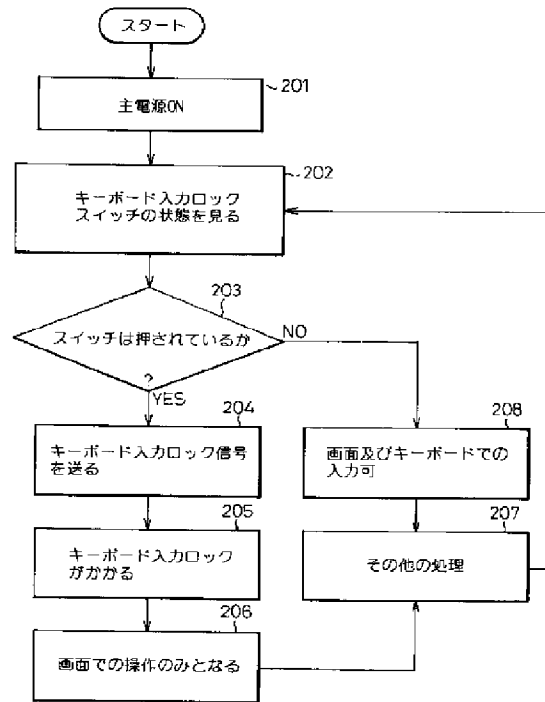 スタート
201
主電源ON
202
キーボード入力ロック
スイッチの状態を見る
203
スイッチは押されているか
?
NO
YES
204
キーボード入力ロック信号
を送る
208
画面及びキーボードでの
入力可
205
キーボード入力ロック
がかかる
207
その他の処理
206
画面での操作のみとなる